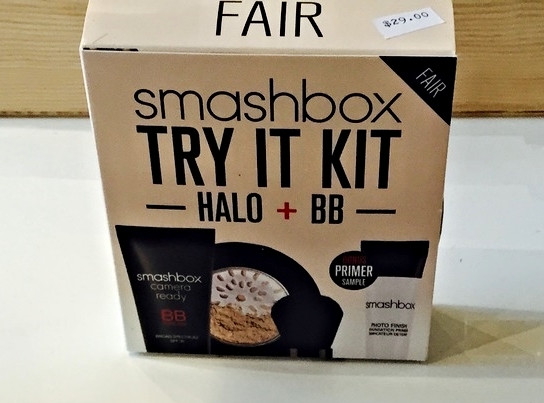 FAIR
$29.00
FAIR
smashbox
TRY IT KIT
HALO + BB
smashbox
camera
ready
BB
BONUS
PRIMER
SAMPLE
smashbox
PHOTO FINISH